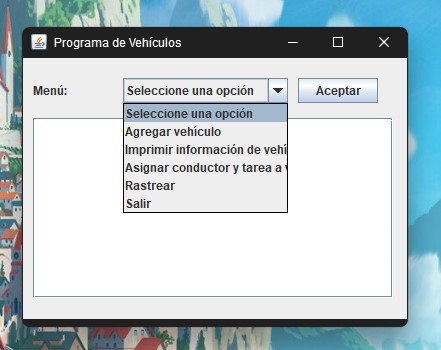 Programa de Vehículos
Menú:
Seleccione una opción
Aceptar
Seleccione una opción
Agregar vehículo
Imprimir información de vehí
Asignar conductor y tarea a v
Rastrear
Salir